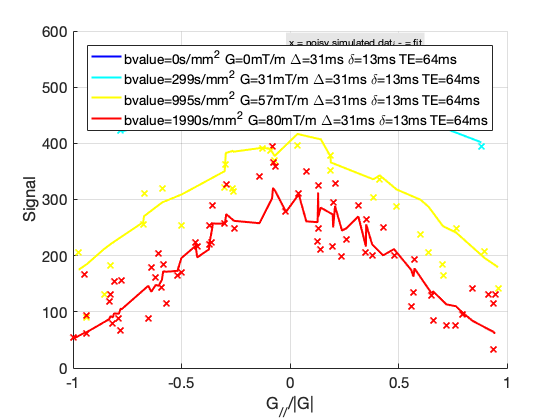 600
x = noisy simulated data - = fit
bvalue=0s/mm² G=0mT/m Δ=31ms δ=13ms TE=64ms
bvalue=299s/mm² G=31mT/m Δ=31ms δ=13ms TE=64ms
bvalue=995s/mm² G=57mT/m Δ=31ms δ=13ms TE=64ms
bvalue=1990s/mm² G=80mT/m Δ=31ms δ=13ms TE=64ms
500
400
300
200
100
0
Signal
-1 -0.5 0 0.5 1
G_{//}/|G|